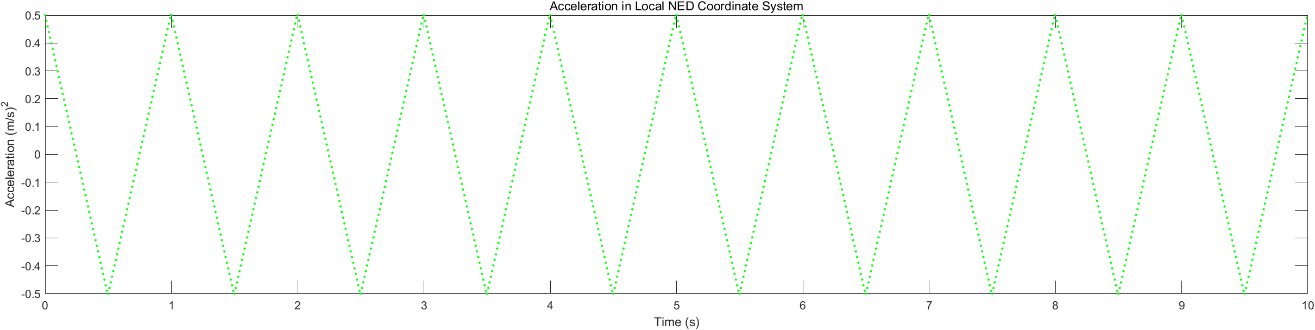 Acceleration in Local NED Coordinate System
0.5
0.4
0.3
0.2
0.1
0
-0.1
-0.2
-0.3
-0.4
-0.5
Acceleration (m/s)²
0 1 2 3 4 5 6 7 8 9 10
Time (s)